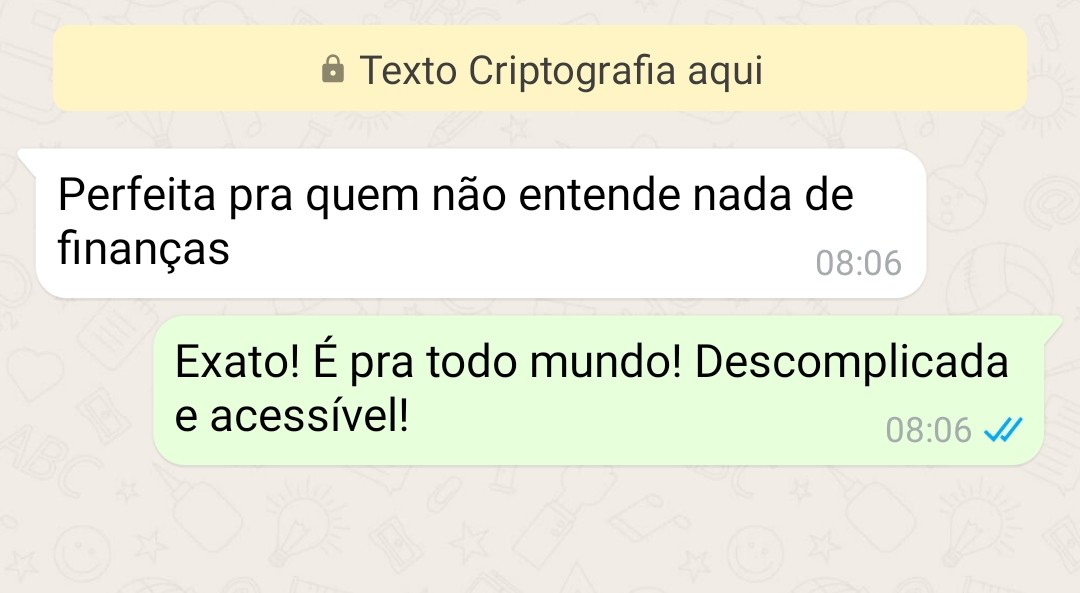 Texto Criptografia aqui
Perfeita pra quem não entende nada de
finanças
08:06
Exato! É pra todo mundo! Descomplicada
e acessível!
08:06